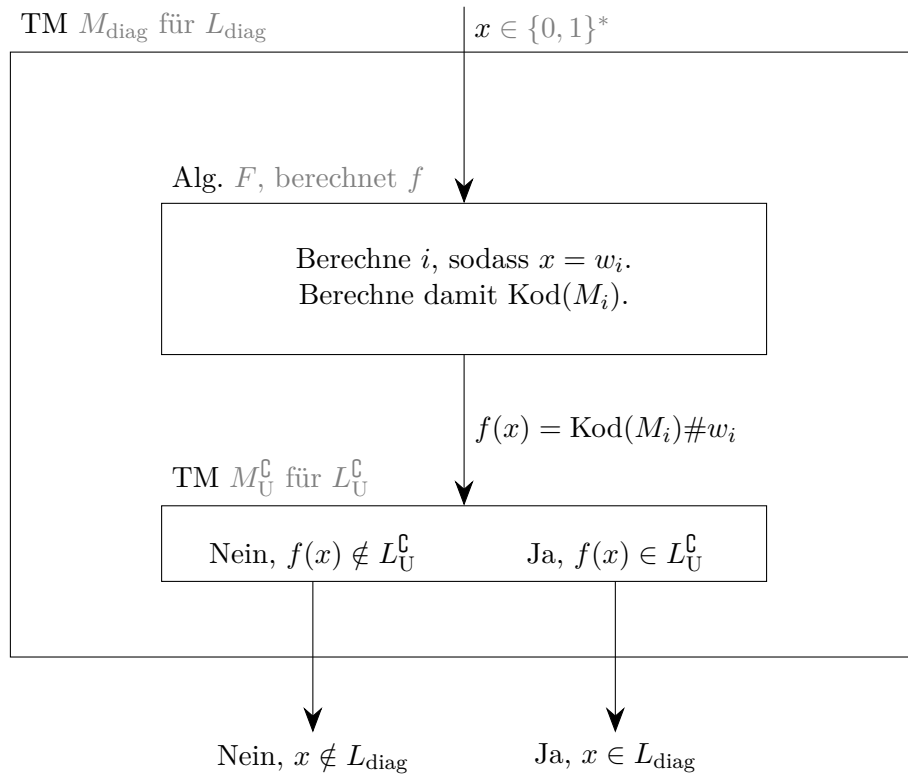 TM M_diag für L_diag
x ∈ {0, 1}*
Alg. F, berechnet f
Berechne i, sodass x = w_i.
Berechne damit Kod(M_i).
f(x) = Kod(M_i)#w_i
TM M_U^∁ für L_U^∁
Nein, f(x) ∉ L_U^∁
Ja, f(x) ∈ L_U^∁
Nein, x ∉ L_diag
Ja, x ∈ L_diag